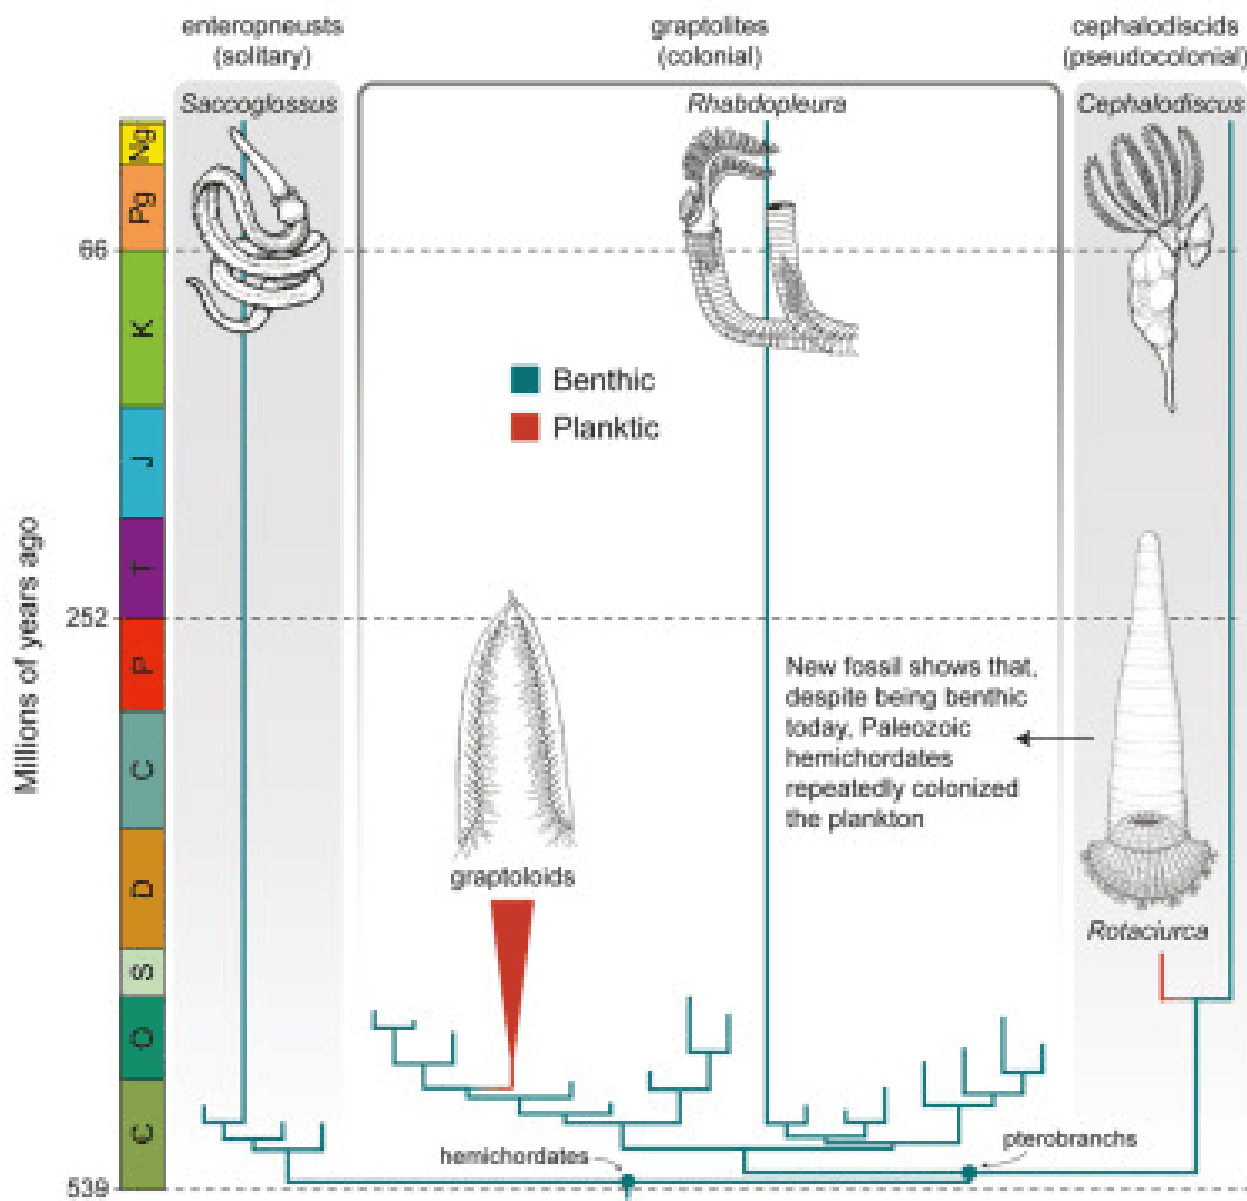 enteropneusts
(solitary)
graptolites
(colonial)
cephalodiscids
(pseudocolonial)
Saccoglossus
Rhabdopleura
Cephalodiscus
Ng
Pg
66
K
Benthic
Planktic
J
T
Millions of years ago
252
P
New fossil shows that,
despite being benthic
today, Paleozoic
hemichordates
repeatedly colonized
the plankton
C
graptoloids
D
Rotaciurca
S
O
C
hemichordates
pterobranchs
539